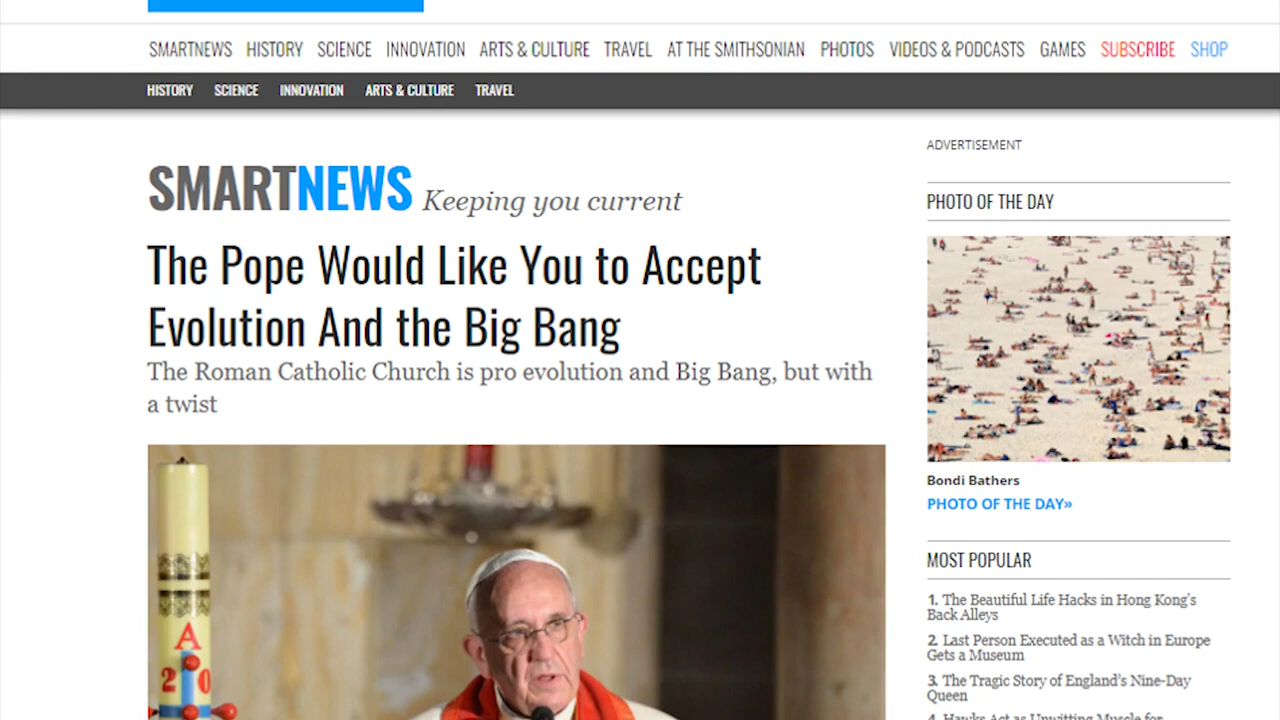 SMARTNEWS HISTORY SCIENCE INNOVATION ARTS & CULTURE TRAVEL AT THE SMITHSONIAN PHOTOS VIDEOS & PODCASTS GAMES SUBSCRIBE SHOP
HISTORY SCIENCE INNOVATION ARTS & CULTURE TRAVEL
SMARTNEWS Keeping you current
The Pope Would Like You to Accept
Evolution And the Big Bang
The Roman Catholic Church is pro evolution and Big Bang, but with
a twist
A
2 0
ADVERTISEMENT
PHOTO OF THE DAY
Bondi Bathers
PHOTO OF THE DAY»
MOST POPULAR
1. The Beautiful Life Hacks in Hong Kong's
Back Alleys
2. Last Person Executed as a Witch in Europe
Gets a Museum
3. The Tragic Story of England's Nine-Day
Queen
4. Hawks Act as Unwitting Muscle for